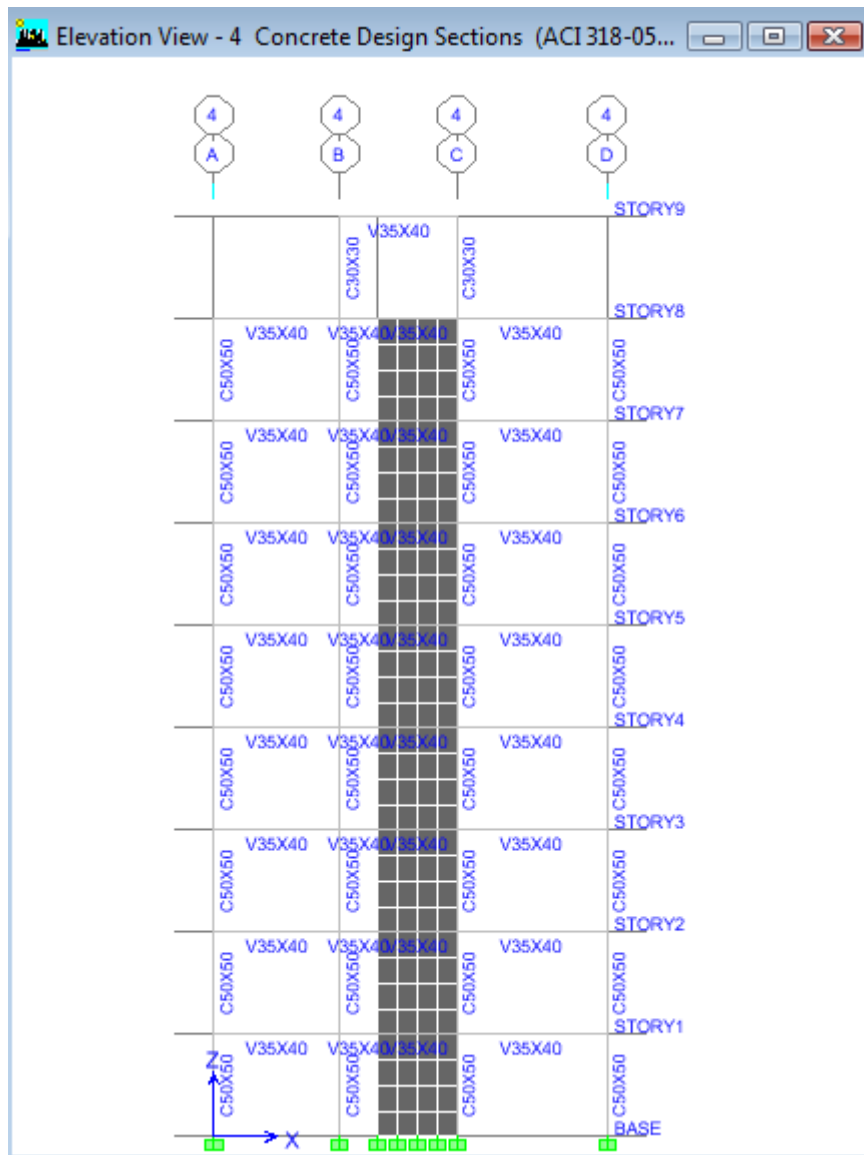 Elevation View - 4 Concrete Design Sections (ACI 318-05...
4 4 4 4
A B C D
STORY9
V35X40
C30X30 C30X30
STORY8
V35X40 V35X40 V35X40 V35X40
C50X50 C50X50 C50X50 C50X50
STORY7
V35X40 V35X40 V35X40 V35X40
C50X50 C50X50 C50X50 C50X50
STORY6
V35X40 V35X40 V35X40 V35X40
C50X50 C50X50 C50X50 C50X50
STORY5
V35X40 V35X40 V35X40 V35X40
C50X50 C50X50 C50X50 C50X50
STORY4
V35X40 V35X40 V35X40 V35X40
C50X50 C50X50 C50X50 C50X50
STORY3
V35X40 V35X40 V35X40 V35X40
C50X50 C50X50 C50X50 C50X50
STORY2
V35X40 V35X40 V35X40 V35X40
C50X50 C50X50 C50X50 C50X50
STORY1
Z
V35X40 V35X40 V35X40 V35X40
C50X50 C50X50 C50X50 C50X50
BASE
X